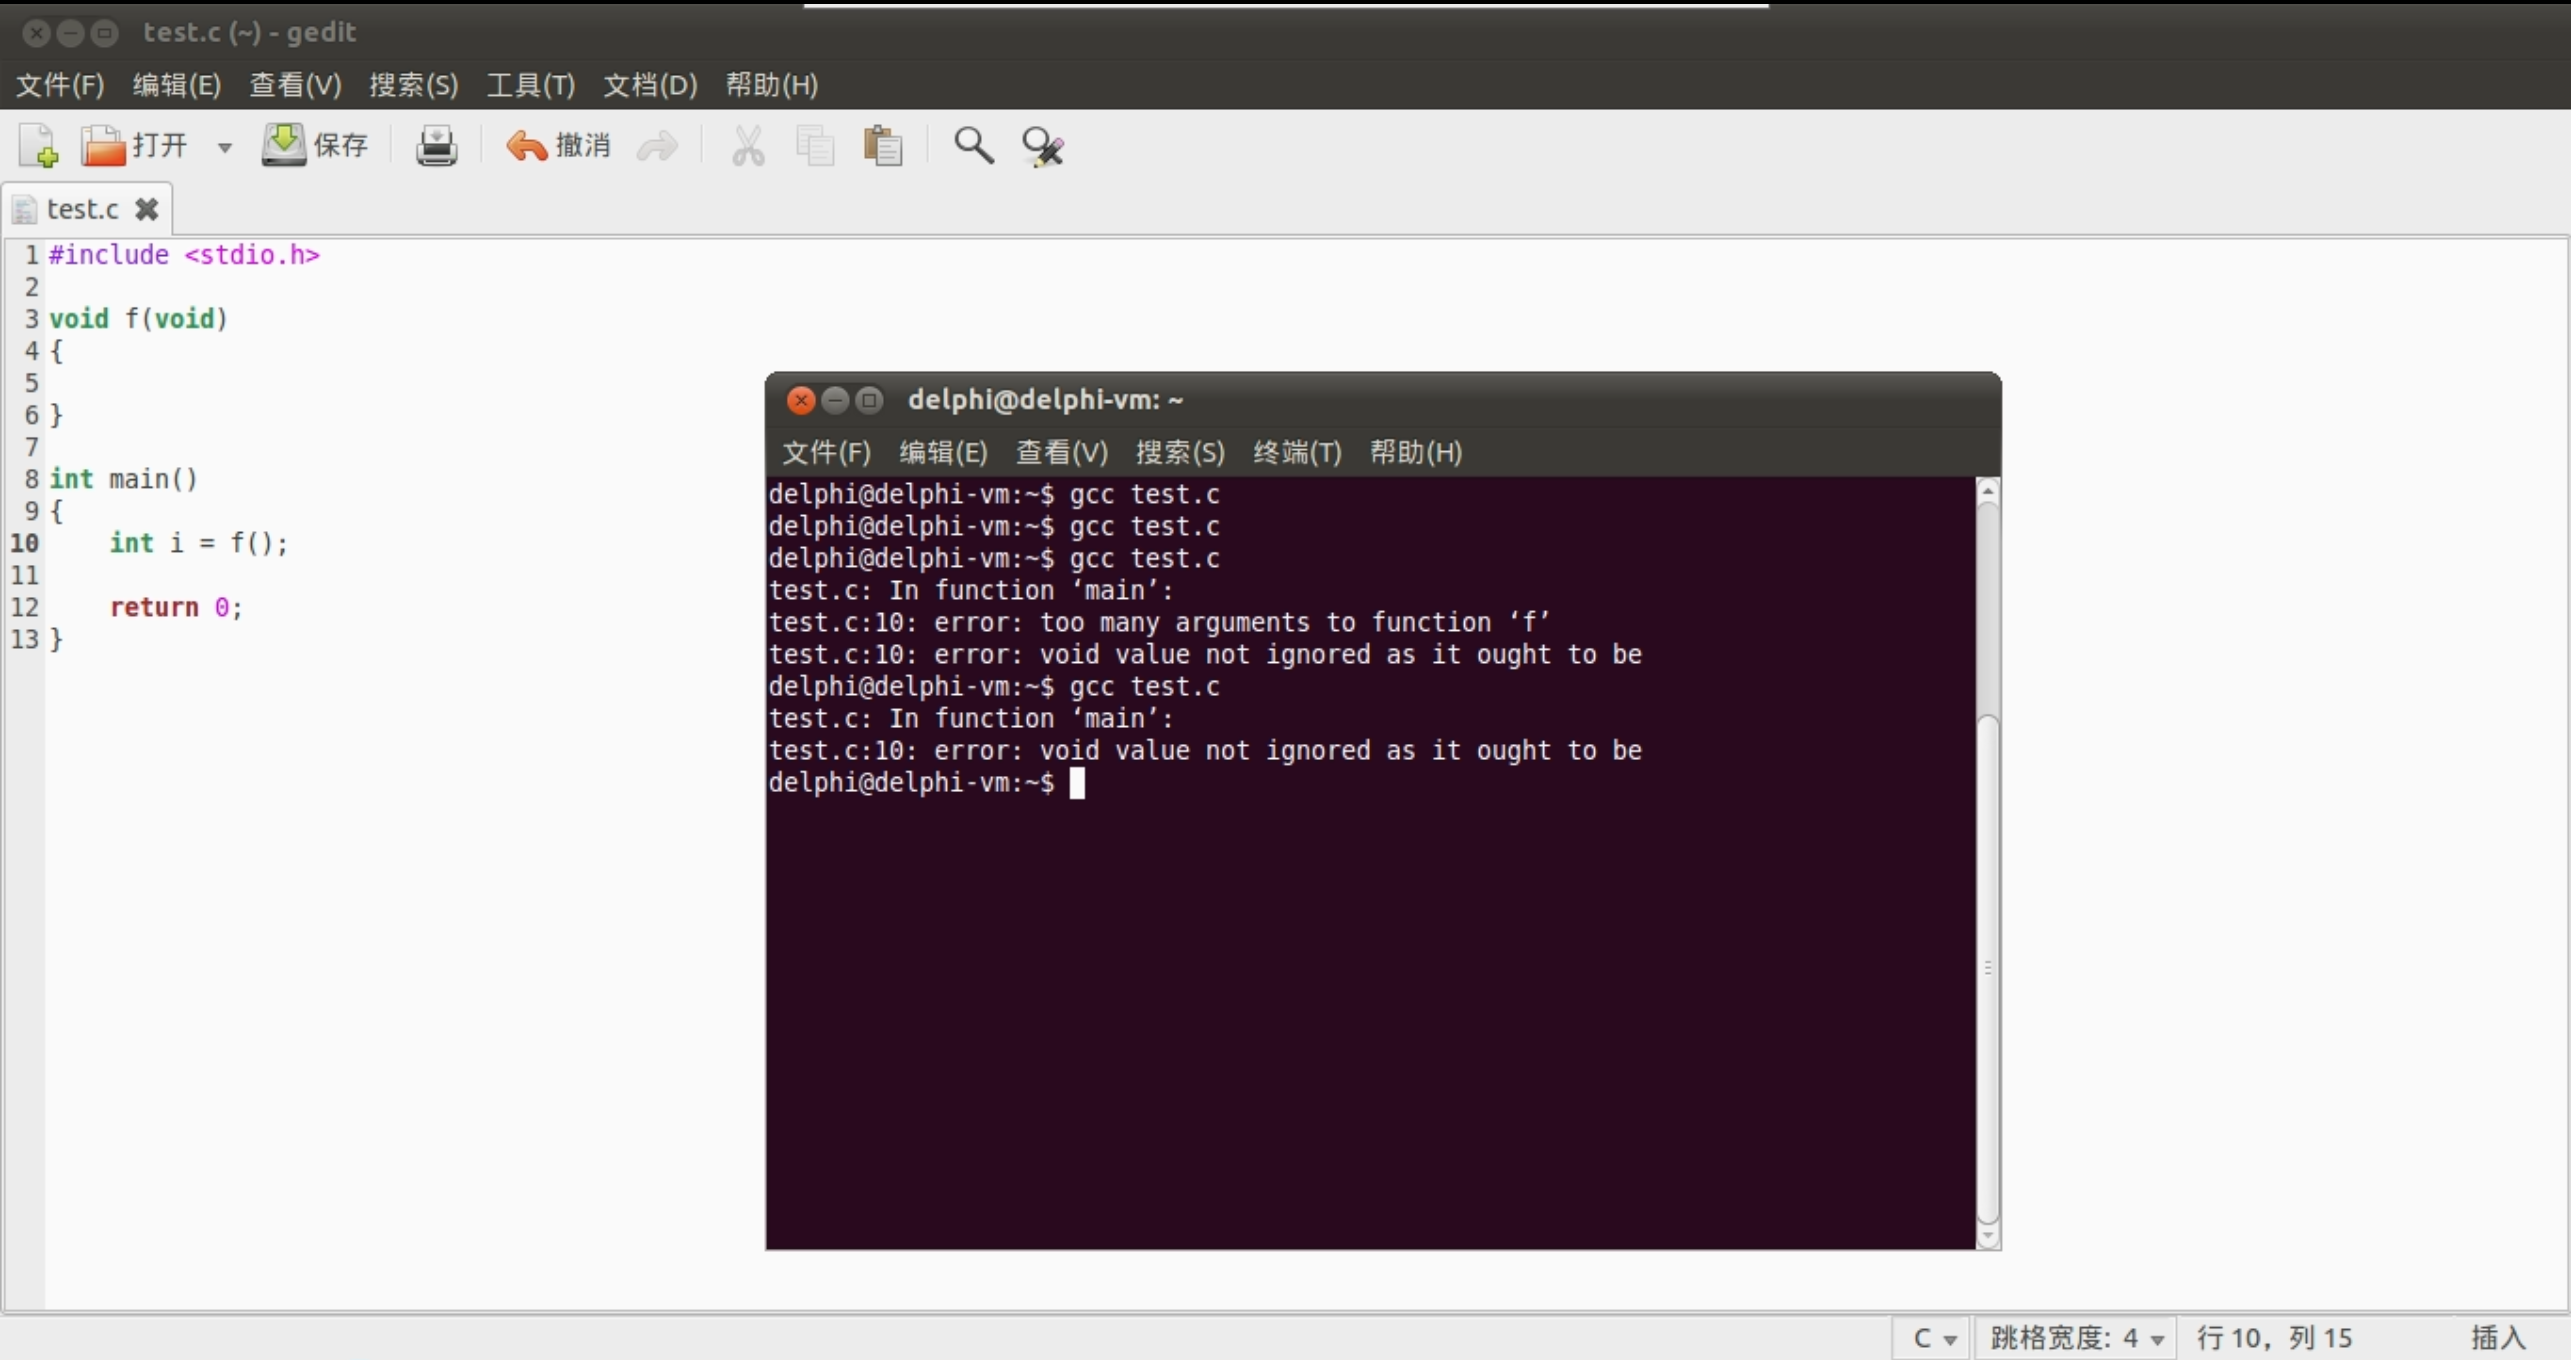 test.c (~) - gedit
文件(F) 编辑(E) 查看(V) 搜索(S) 工具(T) 文档(D) 帮助(H)
打开 保存 撤消
test.c
1 #include <stdio.h>
2
3 void f(void)
4 {
5
6 }
7
8 int main()
9 {
10     int i = f();
11
12     return 0;
13 }
delphi@delphi-vm: ~
文件(F) 编辑(E) 查看(V) 搜索(S) 终端(T) 帮助(H)
delphi@delphi-vm:~$ gcc test.c
delphi@delphi-vm:~$ gcc test.c
delphi@delphi-vm:~$ gcc test.c
test.c: In function ‘main’:
test.c:10: error: too many arguments to function ‘f’
test.c:10: error: void value not ignored as it ought to be
delphi@delphi-vm:~$ gcc test.c
test.c: In function ‘main’:
test.c:10: error: void value not ignored as it ought to be
delphi@delphi-vm:~$
C 跳格宽度: 4 行 10，列 15 插入